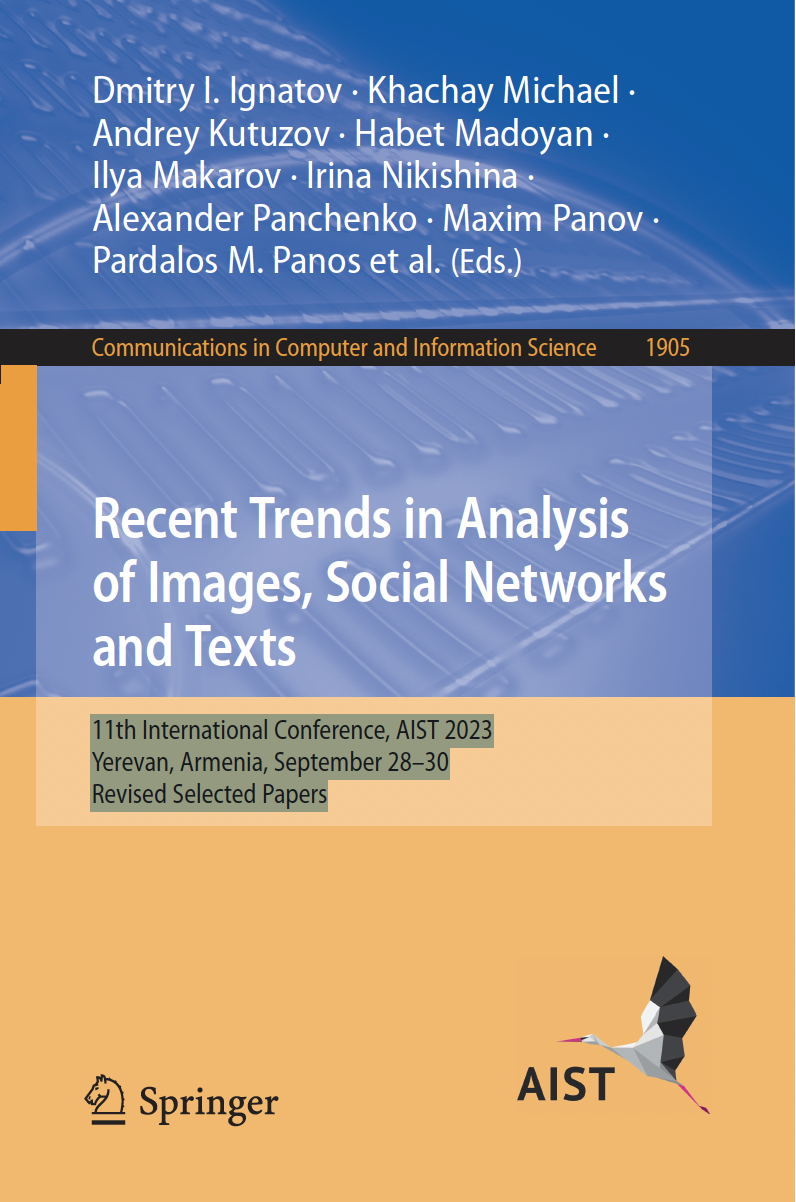 Dmitry I. Ignatov · Khachay Michael ·
Andrey Kutuzov · Habet Madoyan ·
Ilya Makarov · Irina Nikishina ·
Alexander Panchenko · Maxim Panov ·
Pardalos M. Panos et al. (Eds.)
Communications in Computer and Information Science 1905
Recent Trends in Analysis
of Images, Social Networks
and Texts
11th International Conference, AIST 2023
Yerevan, Armenia, September 28–30
Revised Selected Papers
AIST
Springer